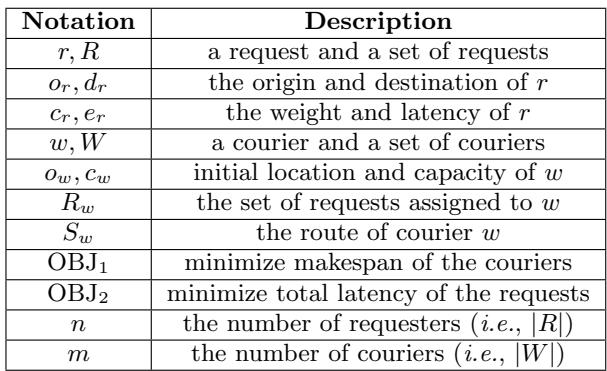 Notation Description
r, R a request and a set of requests
o_r, d_r the origin and destination of r
c_r, e_r the weight and latency of r
w, W a courier and a set of couriers
o_w, c_w initial location and capacity of w
R_w the set of requests assigned to w
S_w the route of courier w
OBJ₁ minimize makespan of the couriers
OBJ₂ minimize total latency of the requests
n the number of requesters (i.e., |R|)
m the number of couriers (i.e., |W|)